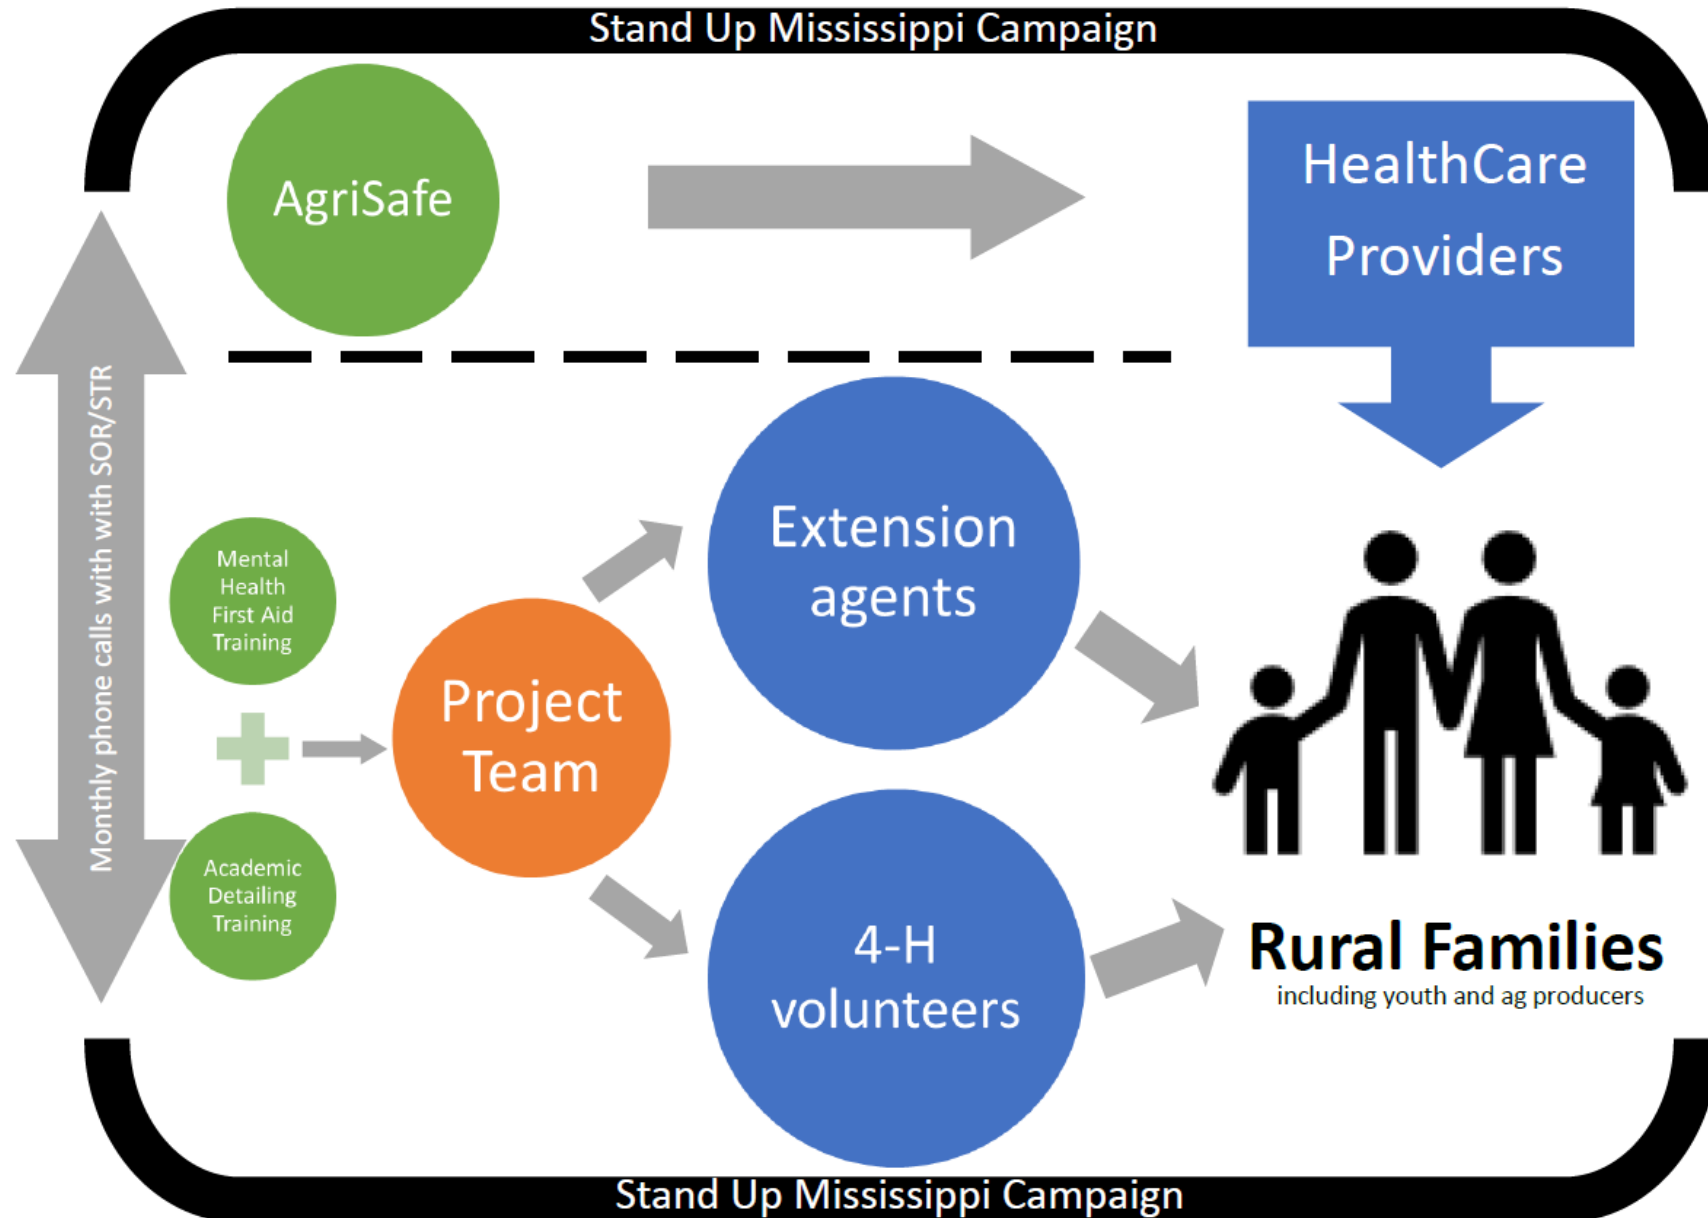 Stand Up Mississippi Campaign
AgriSafe
HealthCare
Providers
Monthly phone calls with with SOR/STR
Mental
Health
First Aid
Training
Academic
Detailing
Training
Project
Team
Extension
agents
4-H
volunteers
Rural Families
including youth and ag producers
Stand Up Mississippi Campaign